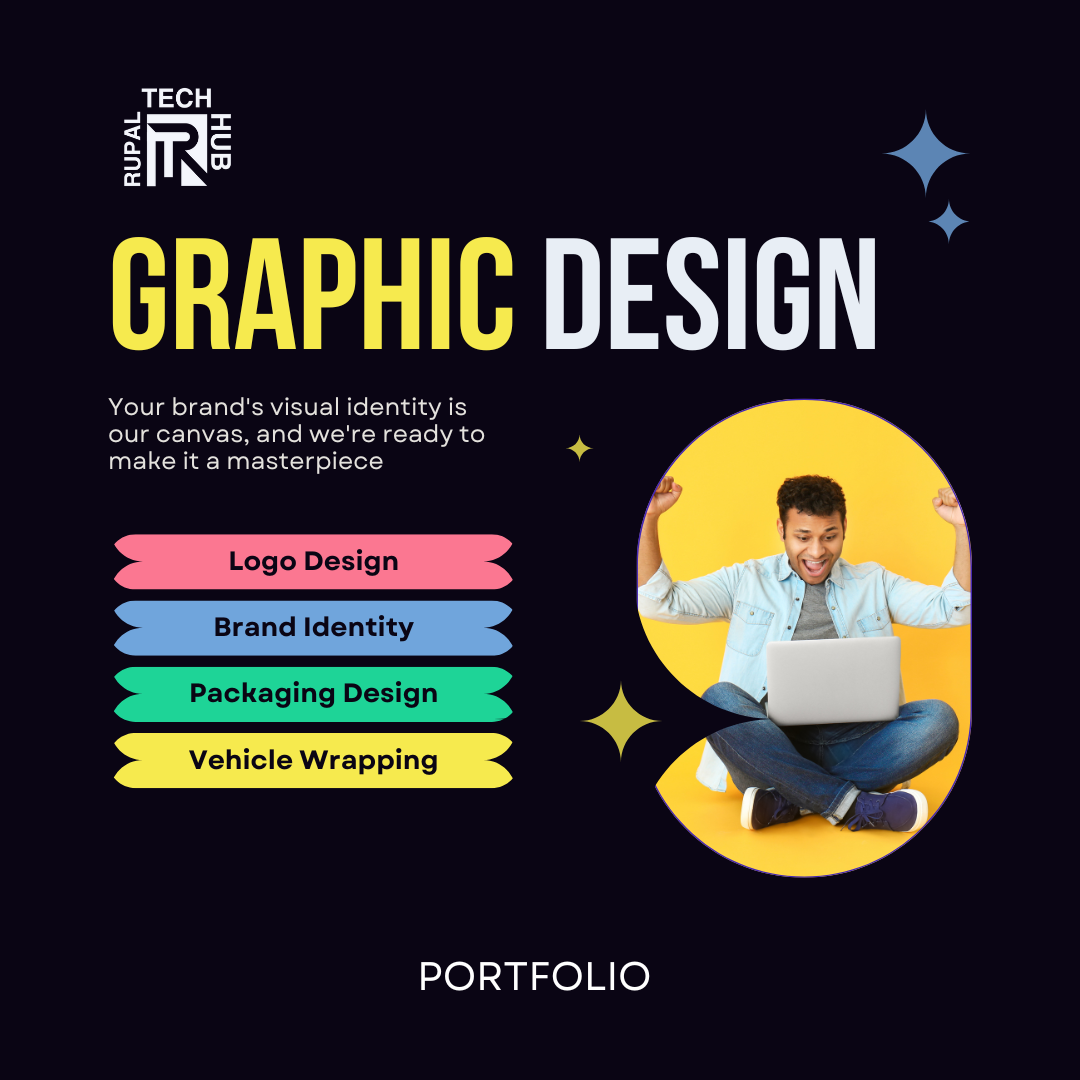 TECH
RUPAL
HUB
TR
GRAPHIC DESIGN
Your brand's visual identity is
our canvas, and we're ready to
make it a masterpiece
Logo Design
Brand Identity
Packaging Design
Vehicle Wrapping
PORTFOLIO